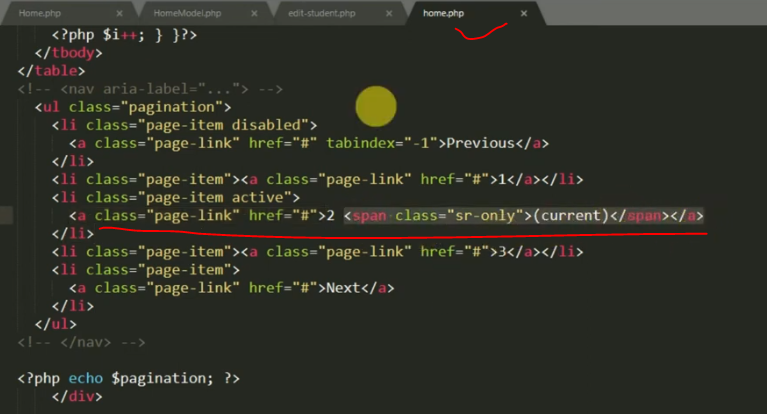 Home.php × HomeModel.php × edit-student.php × home.php ×
<?php $i++; } }?>
</tbody>
</table>
<!-- <nav aria-label="..."> -->
<ul class="pagination">
<li class="page-item disabled">
<a class="page-link" href="#" tabindex="-1">Previous</a>
</li>
<li class="page-item"><a class="page-link" href="#">1</a></li>
<li class="page-item active">
<a class="page-link" href="#">2 <span class="sr-only">(current)</span></a>
</li>
<li class="page-item"><a class="page-link" href="#">3</a></li>
<li class="page-item">
<a class="page-link" href="#">Next</a>
</li>
</ul>
<!-- </nav> -->
<?php echo $pagination; ?>
</div>